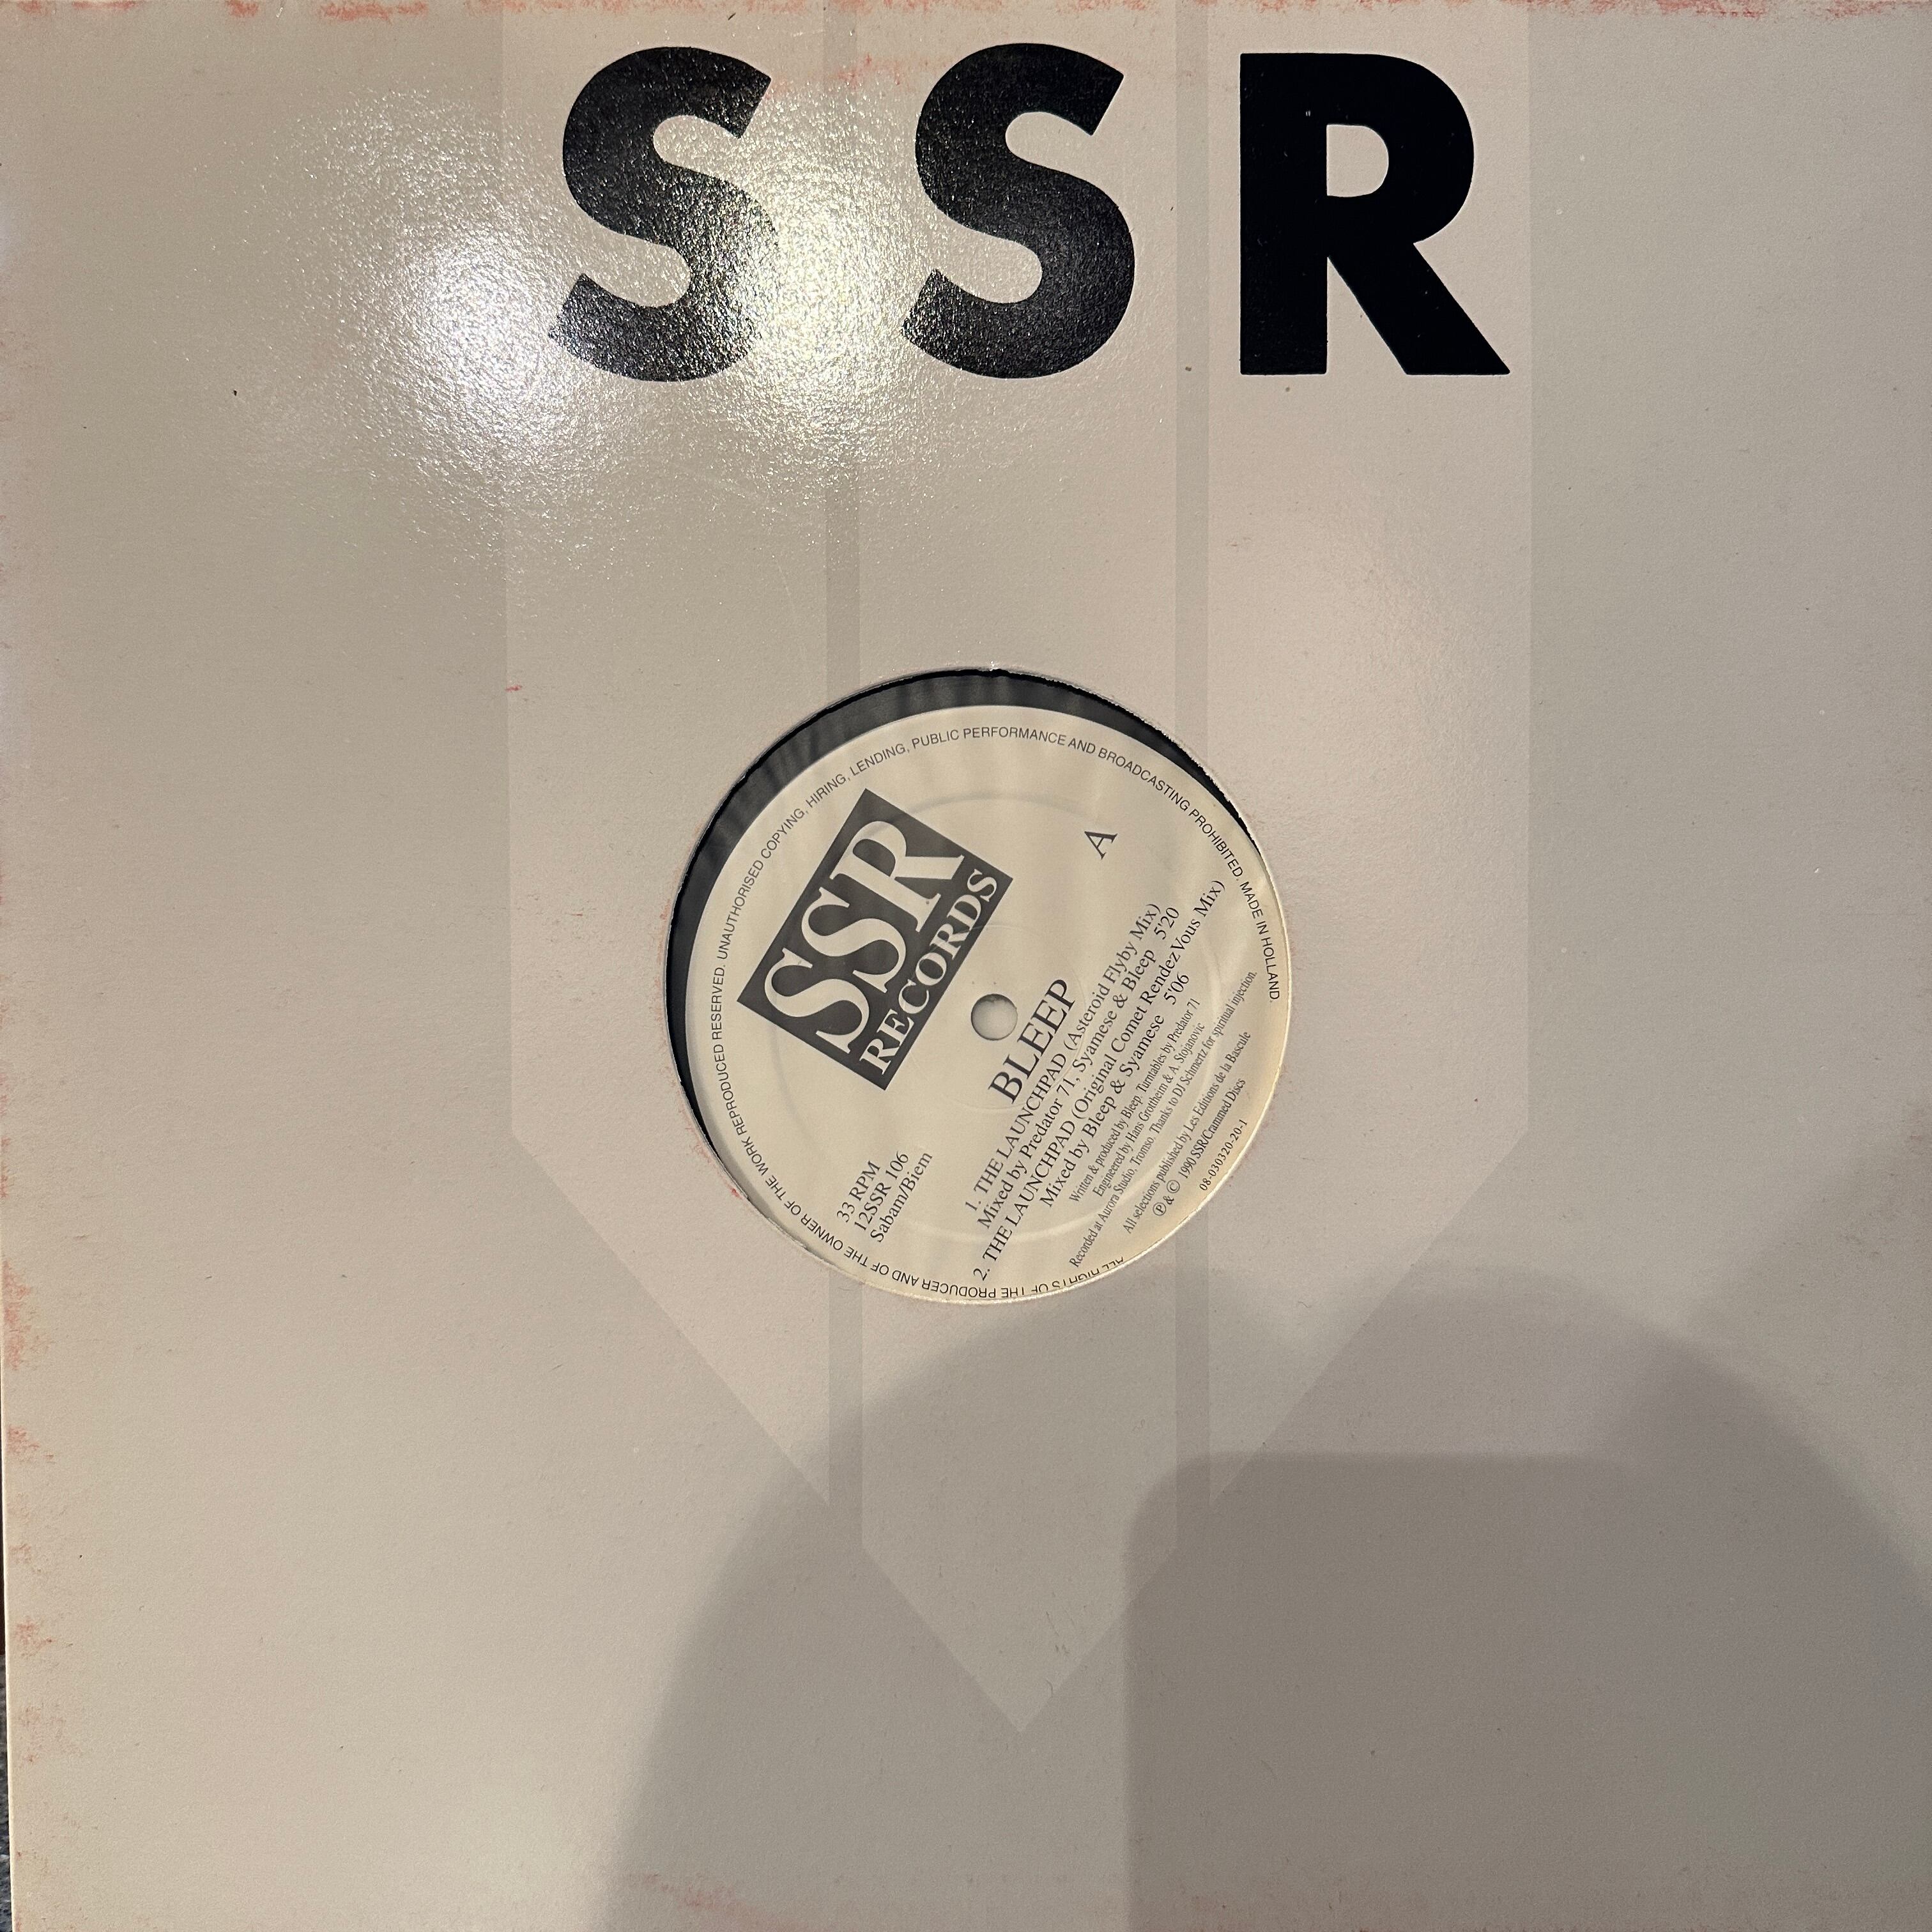 SSR
ALL RIGHTS OF THE PRODUCER AND OF THE OWNER OF THE WORK REPRODUCED RESERVED. UNAUTHORISED COPYING, HIRING, LENDING, PUBLIC PERFORMANCE AND BROADCASTING PROHIBITED. MADE IN HOLLAND.
SSR
RECORDS
A
33 RPM
12SSR 106
Sabam/Biem
BLEEP
1. THE LAUNCHPAD (Asteroid Flyby Mix)
Mixed by Predator 71, Syamese & Bleep 5'20
2. THE LAUNCHPAD (Original Comet Rendez Vous Mix)
Mixed by Bleep & Syamese 5'06
Written & produced by Bleep. Turntables by Predator 71
Engineered by Hans Grottheim & A. Stojanovic
Recorded at Aurora Studio, Tromso. Thanks to DJ Schmertz for spiritual injection.
All selections published by Les Editions de la Bascule
℗ & © 1990 SSR/Crammed Discs
08-030320-20-1